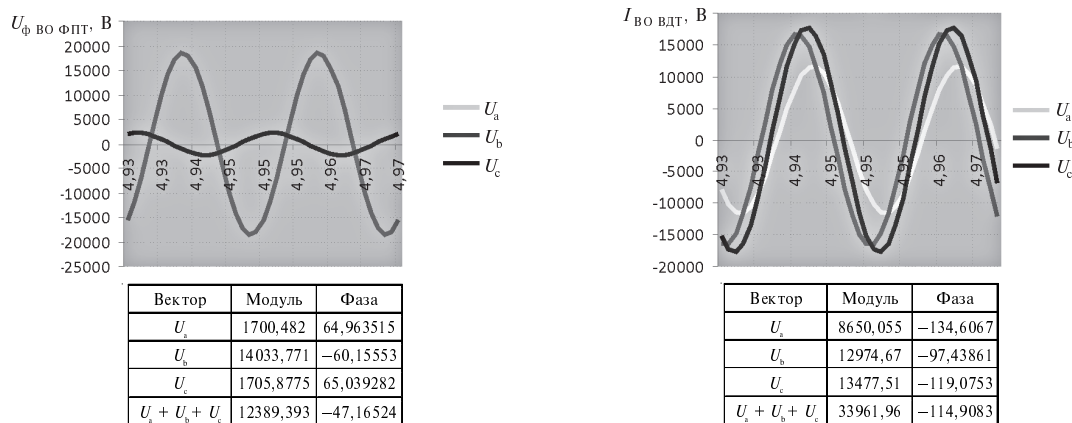 U ф ВО ФПТ, В
20000
15000
10000
5000
0
-5000
-10000
-15000
-20000
-25000
4,93
4,93
4,94
4,95
4,95
4,96
4,97
4,97
U a
U b
U c
Вектор Модуль Фаза
U a 1700,482 64,963515
U b 14033,771 −60,15553
U c 1705,8775 65,039282
U a + U b + U c 12389,393 −47,16524
I ВО ВДТ, В
15000
10000
5000
0
-5000
-10000
-15000
-20000
4,93
4,93
4,94
4,95
4,95
4,95
4,96
4,97
U a
U b
U c
Вектор Модуль Фаза
U a 8650,055 −134,6067
U b 12974,67 −97,43861
U c 13477,51 −119,0753
U a + U b + U c 33961,96 −114,9083